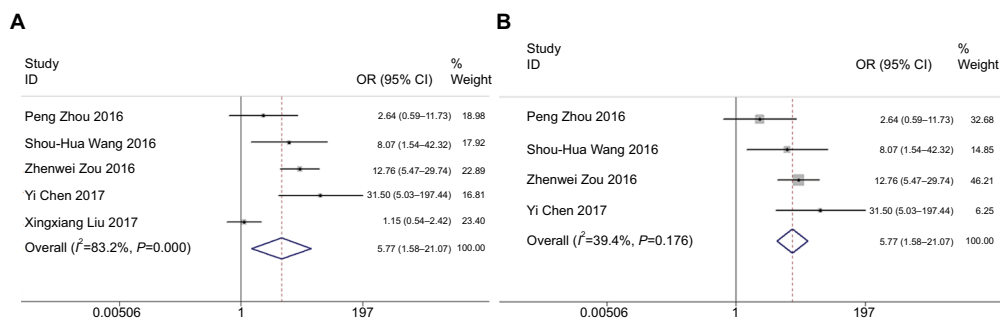 A
Study
ID
OR (95% CI)
%
Weight
Peng Zhou 2016 2.64 (0.59–11.73) 18.98
Shou-Hua Wang 2016 8.07 (1.54–42.32) 17.92
Zhenwei Zou 2016 12.76 (5.47–29.74) 22.89
Yi Chen 2017 31.50 (5.03–197.44) 16.81
Xingxiang Liu 2017 1.15 (0.54–2.42) 23.40
Overall (I²=83.2%, P=0.000) 5.77 (1.58–21.07) 100.00
0.00506 1 197
B
Study
ID
OR (95% CI)
%
Weight
Peng Zhou 2016 2.64 (0.59–11.73) 32.68
Shou-Hua Wang 2016 8.07 (1.54–42.32) 14.85
Zhenwei Zou 2016 12.76 (5.47–29.74) 46.21
Yi Chen 2017 31.50 (5.03–197.44) 6.25
Overall (I²=39.4%, P=0.176) 5.77 (1.58–21.07) 100.00
0.00506 1 197